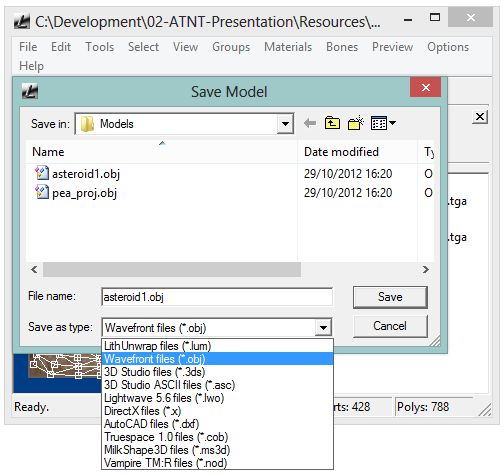 C:\Development\02-ATNT-Presentation\Resources\...
File Edit Tools Select View Groups Materials Bones Preview Options
Help
Save Model
Save in: Models
Name Date modified Ty
asteroid1.obj 29/10/2012 16:20 O
pea_proj.obj 29/10/2012 16:20 O
.tga
.tga
File name: asteroid1.obj Save
Save as type: Wavefront files (*.obj) Cancel
LithUnwrap files (*.lum)
Wavefront files (*.obj)
3D Studio files (*.3ds)
3D Studio ASCII files (*.asc)
Lightwave 5.6 files (*.lwo)
DirectX files (*.x)
AutoCAD files (*.dxf)
Truespace 1.0 files (*.cob)
MilkShape3D files (*.ms3d)
Vampire TM:R files (*.nod)
Ready. rts: 428 Polys: 788